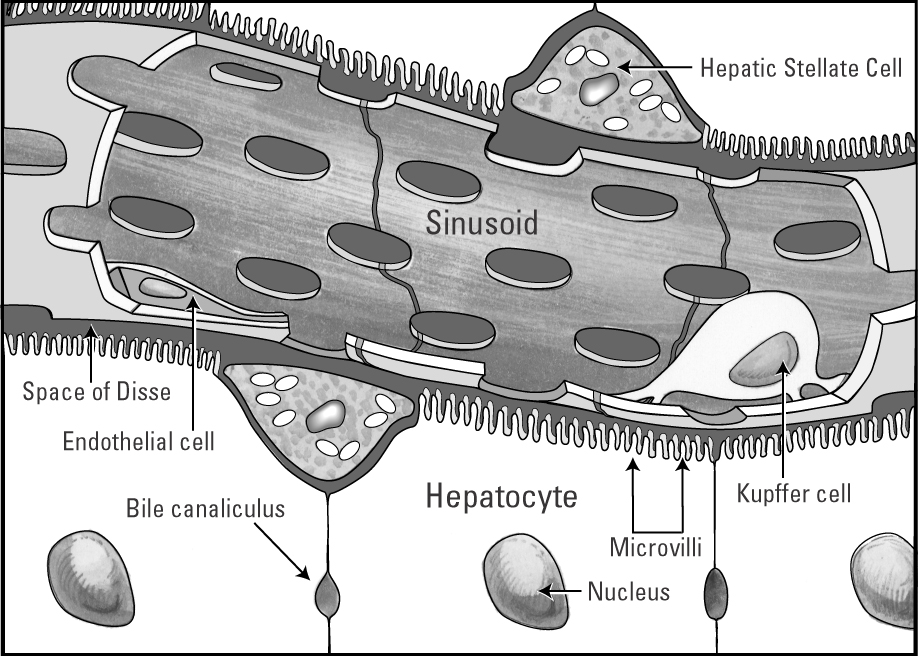 Hepatic Stellate Cell
Sinusoid
Space of Disse
Endothelial cell
Bile canaliculus
Hepatocyte
Kupffer cell
Microvilli
Nucleus